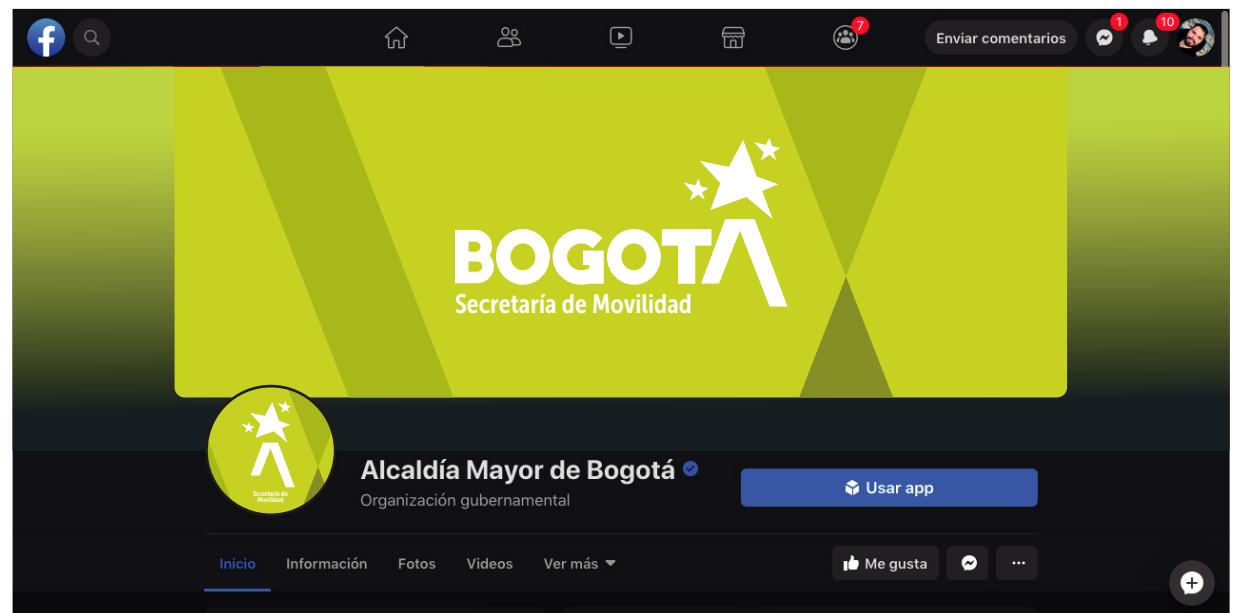 7
Enviar comentarios
1
10
BOGOTÁ
Secretaría de Movilidad
Secretaría de
Movilidad
Alcaldía Mayor de Bogotá
Organización gubernamental
Usar app
Inicio
Información
Fotos
Videos
Ver más
Me gusta